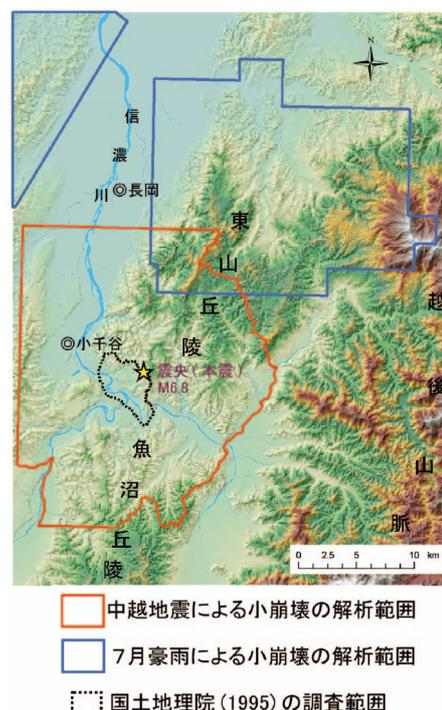 N
信濃川
◎長岡
東山丘陵
◎小千谷
震央(本震)
M6.8
魚沼丘陵
越後山脈
0 2.5 5 10 km
中越地震による小崩壊の解析範囲
7月豪雨による小崩壊の解析範囲
国土地理院(1995)の調査範囲